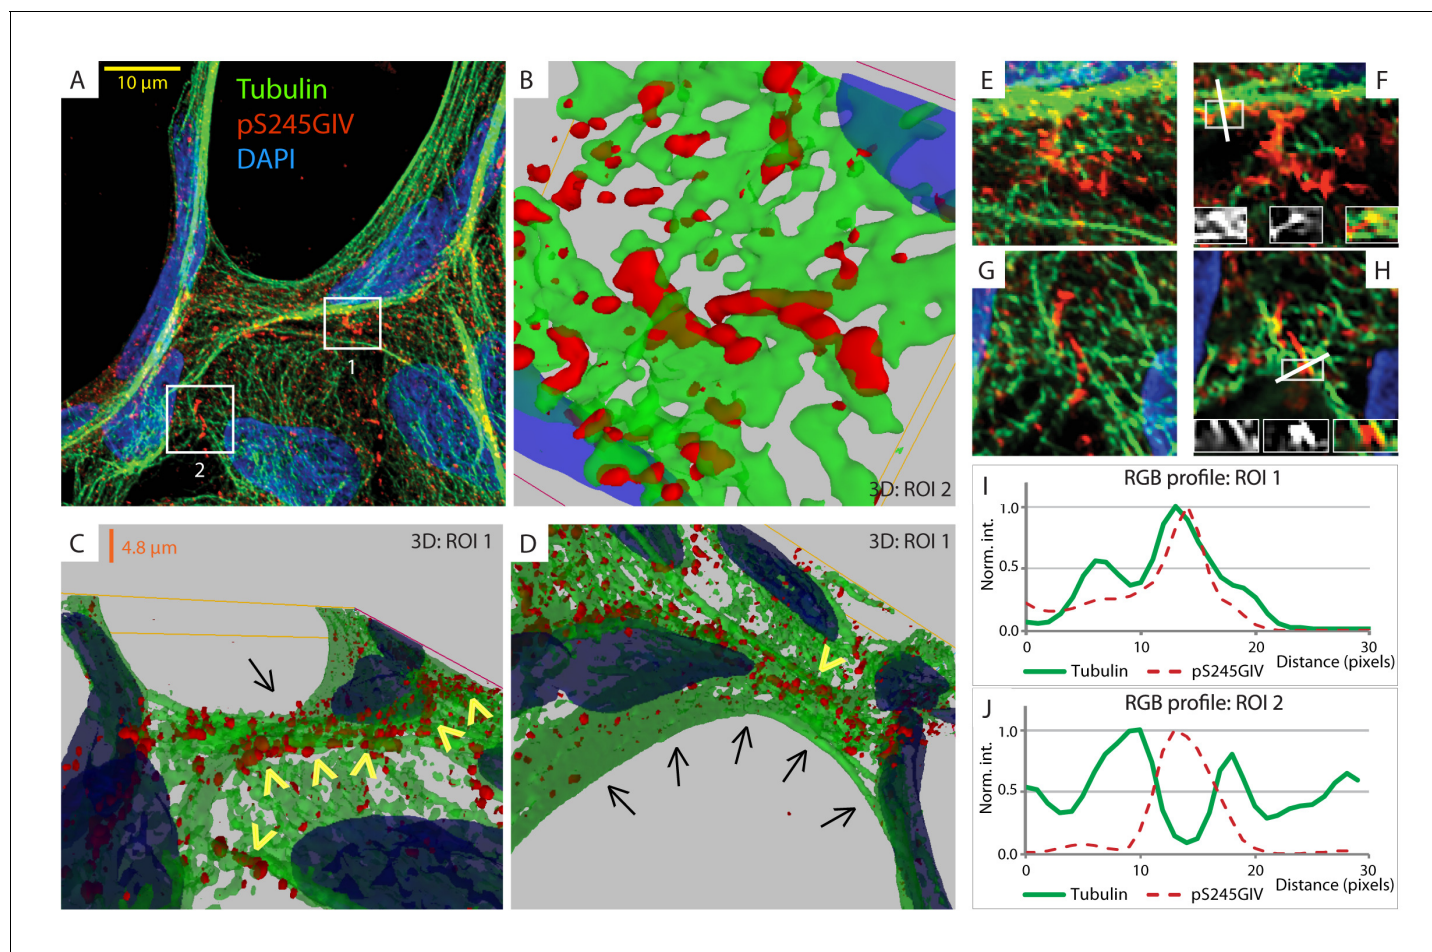 A
10 µm
Tubulin
pS245GIV
DAPI
1
2
B
3D: ROI 2
C
4.8 µm
3D: ROI 1
D
3D: ROI 1
E
F
G
H
I
RGB profile: ROI 1
Norm. int.
1.0
0.5
0.0
0
10
20
30
Distance (pixels)
Tubulin
pS245GIV
J
RGB profile: ROI 2
Norm. int.
1.0
0.5
0.0
0
10
20
30
Distance (pixels)
Tubulin
pS245GIV